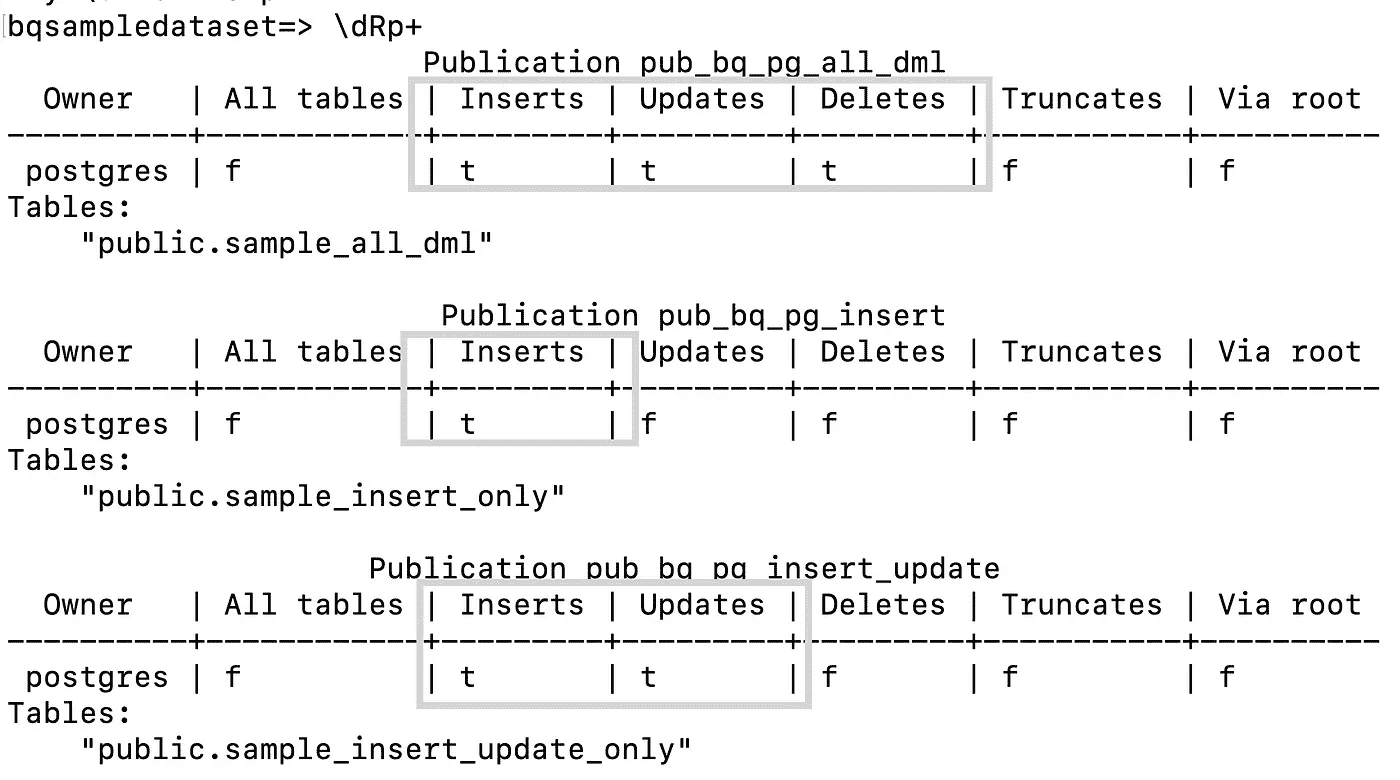 bqsampledataset=> \dRp+
Publication pub_bq_pg_all_dml
Owner | All tables | Inserts | Updates | Deletes | Truncates | Via root
----------+------------+---------+---------+---------+-----------+----------
postgres | f | t | t | t | f | f
Tables:
"public.sample_all_dml"
Publication pub_bq_pg_insert
Owner | All tables | Inserts | Updates | Deletes | Truncates | Via root
----------+------------+---------+---------+---------+-----------+----------
postgres | f | t | f | f | f | f
Tables:
"public.sample_insert_only"
Publication pub_bq_pg_insert_update
Owner | All tables | Inserts | Updates | Deletes | Truncates | Via root
----------+------------+---------+---------+---------+-----------+----------
postgres | f | t | t | f | f | f
Tables:
"public.sample_insert_update_only"